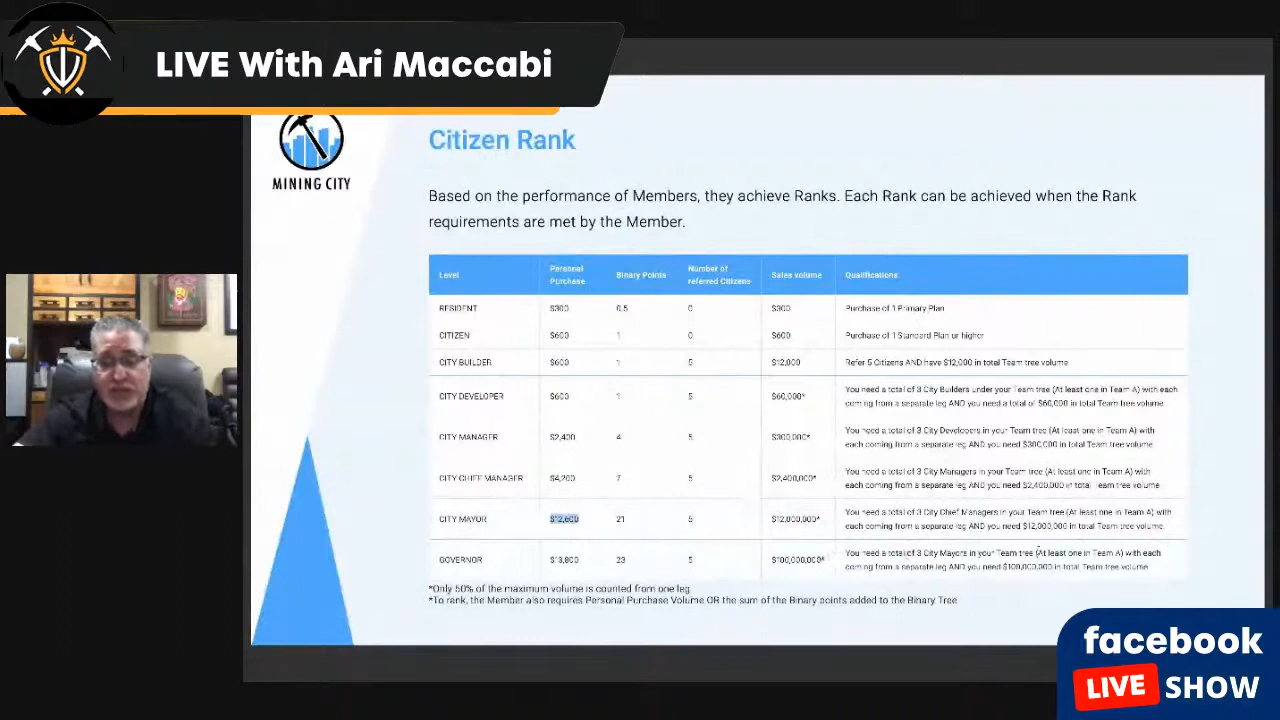 LIVE With Ari Maccabi
MINING CITY
Citizen Rank
Based on the performance of Members, they achieve Ranks. Each Rank can be achieved when the Rank
requirements are met by the Member.
Level Personal Purchase Binary Points Number of referred Citizens Sales volume Qualifications
RESIDENT $300 0.5 0 $300 Purchase of 1 Primary Plan
CITIZEN $600 1 0 $600 Purchase of 1 Standard Plan or higher
CITY BUILDER $600 1 5 $12,000 Refer 5 Citizens AND have $12,000 in total Team tree volume
CITY DEVELOPER $600 1 5 $60,000* You need a total of 3 City Builders under your Team tree (At least one in Team A) with each
coming from a separate leg AND you need a total of $60,000 in total Team tree volume
CITY MANAGER $2,400 4 5 $300,000* You need a total of 3 City Developers in your Team tree (At least one in Team A) with
each coming from a separate leg AND you need $300,000 in total Team tree volume
CITY CHIEF MANAGER $4,200 7 5 $2,400,000* You need a total of 3 City Managers in your Team tree (At least one in Team A) with
each coming from a separate leg AND you need $2,400,000 in total Team tree volume
CITY MAYOR $12,600 21 5 $12,000,000* You need a total of 3 City Chief Managers in your Team tree (At least one in Team A) with
each coming from a separate leg AND you need $12,000,000 in total Team tree volume
GOVERNOR $13,800 23 5 $100,000,000* You need a total of 3 City Mayors in your Team tree (At least one in Team A) with each
coming from a separate leg AND you need $100,000,000 in total Team tree volume
*Only 50% of the maximum volume is counted from one leg
*To rank, the Member also requires Personal Purchase Volume OR the sum of the Binary points added to the Binary Tree
facebook
LIVE SHOW